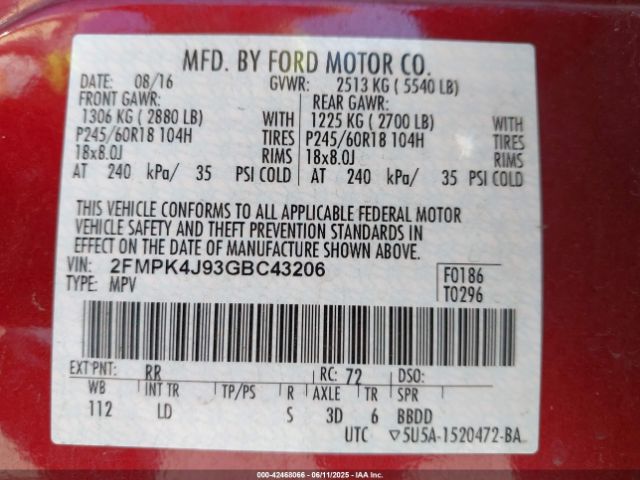 MFD. BY FORD MOTOR CO.
DATE: 08/16 GVWR: 2513 KG ( 5540 LB)
FRONT GAWR: REAR GAWR:
1306 KG ( 2880 LB) WITH 1225 KG ( 2700 LB) WITH
P245/60R18 104H TIRES P245/60R18 104H TIRES
18x8.0J RIMS 18x8.0J RIMS
AT 240 kPa/ 35 PSI COLD AT 240 kPa/ 35 PSI COLD
THIS VEHICLE CONFORMS TO ALL APPLICABLE FEDERAL MOTOR
VEHICLE SAFETY AND THEFT PREVENTION STANDARDS IN
EFFECT ON THE DATE OF MANUFACTURE SHOWN ABOVE.
VIN: 2FMPK4J93GBC43206 F0186
TYPE: MPV T0296
EXT PNT: RR RC: 72 DSO:
WB INT TR TP/PS R AXLE TR SPR
112 LD S 3D 6 BBDD
UTC ▽5U5A-1520472-BA
000-42468066 - 06/11/2025 - IAA Inc.